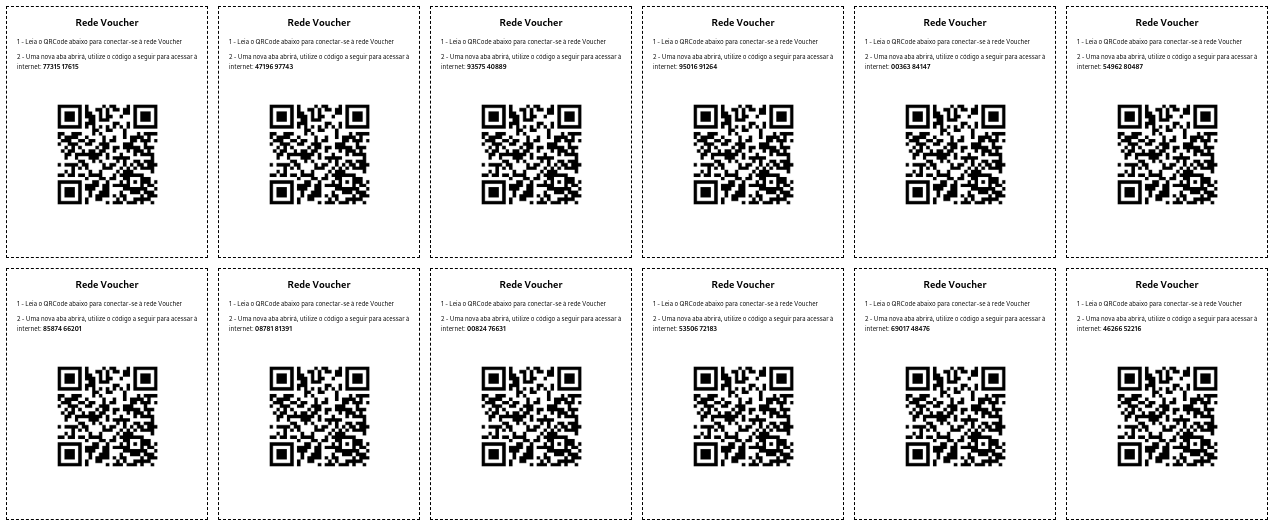 Rede Voucher
1 - Leia o QRCode abaixo para conectar-se à rede Voucher
2 - Uma nova aba abrirá, utilize o código a seguir para acessar à
internet: 77315 17615
Rede Voucher
1 - Leia o QRCode abaixo para conectar-se à rede Voucher
2 - Uma nova aba abrirá, utilize o código a seguir para acessar à
internet: 47196 97743
Rede Voucher
1 - Leia o QRCode abaixo para conectar-se à rede Voucher
2 - Uma nova aba abrirá, utilize o código a seguir para acessar à
internet: 93575 40889
Rede Voucher
1 - Leia o QRCode abaixo para conectar-se à rede Voucher
2 - Uma nova aba abrirá, utilize o código a seguir para acessar à
internet: 95016 91264
Rede Voucher
1 - Leia o QRCode abaixo para conectar-se à rede Voucher
2 - Uma nova aba abrirá, utilize o código a seguir para acessar à
internet: 00363 84147
Rede Voucher
1 - Leia o QRCode abaixo para conectar-se à rede Voucher
2 - Uma nova aba abrirá, utilize o código a seguir para acessar à
internet: 54962 80487
Rede Voucher
1 - Leia o QRCode abaixo para conectar-se à rede Voucher
2 - Uma nova aba abrirá, utilize o código a seguir para acessar à
internet: 85874 66201
Rede Voucher
1 - Leia o QRCode abaixo para conectar-se à rede Voucher
2 - Uma nova aba abrirá, utilize o código a seguir para acessar à
internet: 08781 81391
Rede Voucher
1 - Leia o QRCode abaixo para conectar-se à rede Voucher
2 - Uma nova aba abrirá, utilize o código a seguir para acessar à
internet: 00824 76631
Rede Voucher
1 - Leia o QRCode abaixo para conectar-se à rede Voucher
2 - Uma nova aba abrirá, utilize o código a seguir para acessar à
internet: 53506 72183
Rede Voucher
1 - Leia o QRCode abaixo para conectar-se à rede Voucher
2 - Uma nova aba abrirá, utilize o código a seguir para acessar à
internet: 69017 48476
Rede Voucher
1 - Leia o QRCode abaixo para conectar-se à rede Voucher
2 - Uma nova aba abrirá, utilize o código a seguir para acessar à
internet: 46266 52216